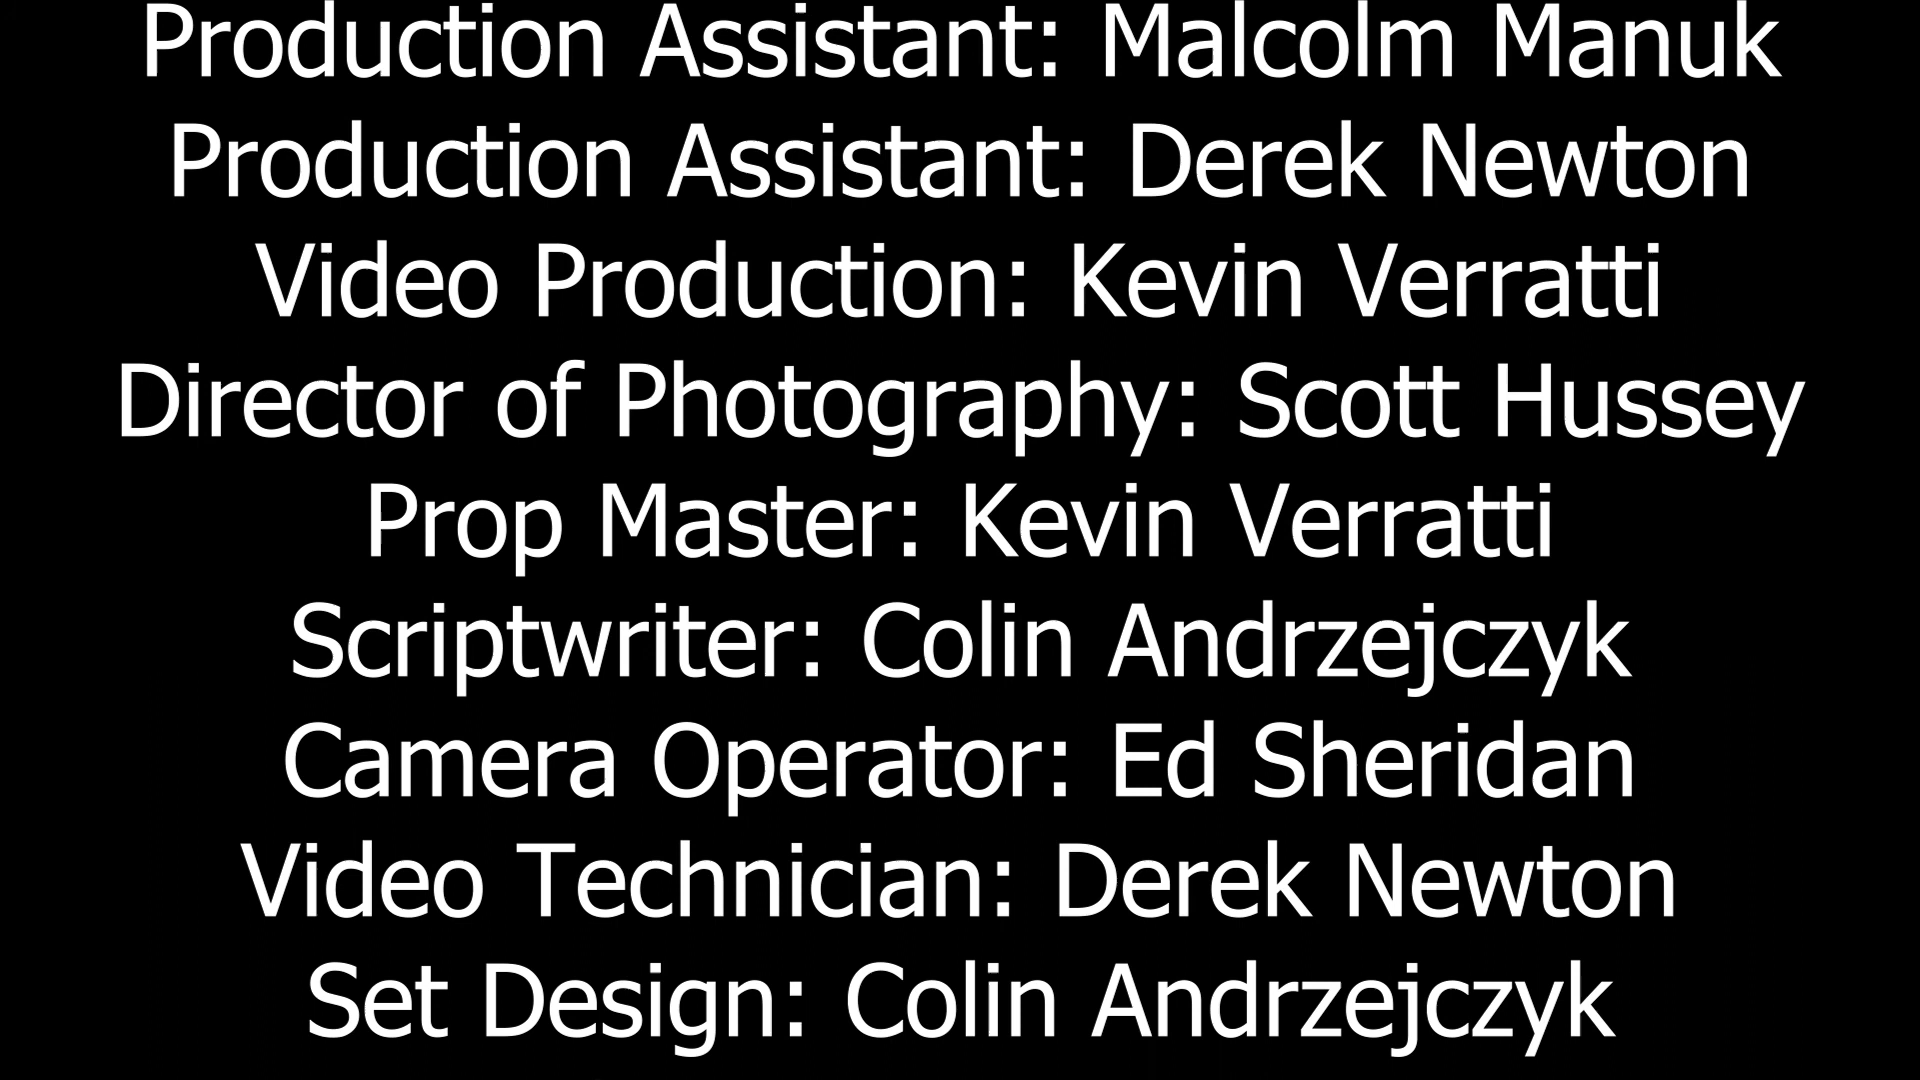 Production Assistant: Malcolm Manuk
Production Assistant: Derek Newton
Video Production: Kevin Verratti
Director of Photography: Scott Hussey
Prop Master: Kevin Verratti
Scriptwriter: Colin Andrzejczyk
Camera Operator: Ed Sheridan
Video Technician: Derek Newton
Set Design: Colin Andrzejczyk